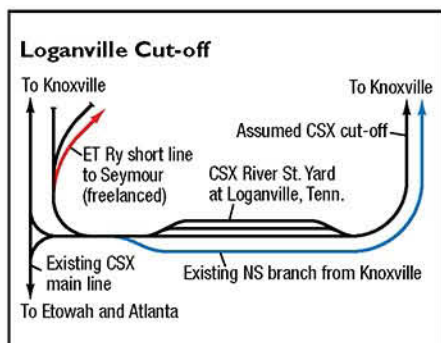 Loganville Cut-off
To Knoxville
To Knoxville
Assumed CSX cut-off
ET Ry short line
to Seymour
(freelanced)
CSX River St. Yard
at Loganville, Tenn.
Existing CSX
main line
Existing NS branch from Knoxville
To Etowah and Atlanta